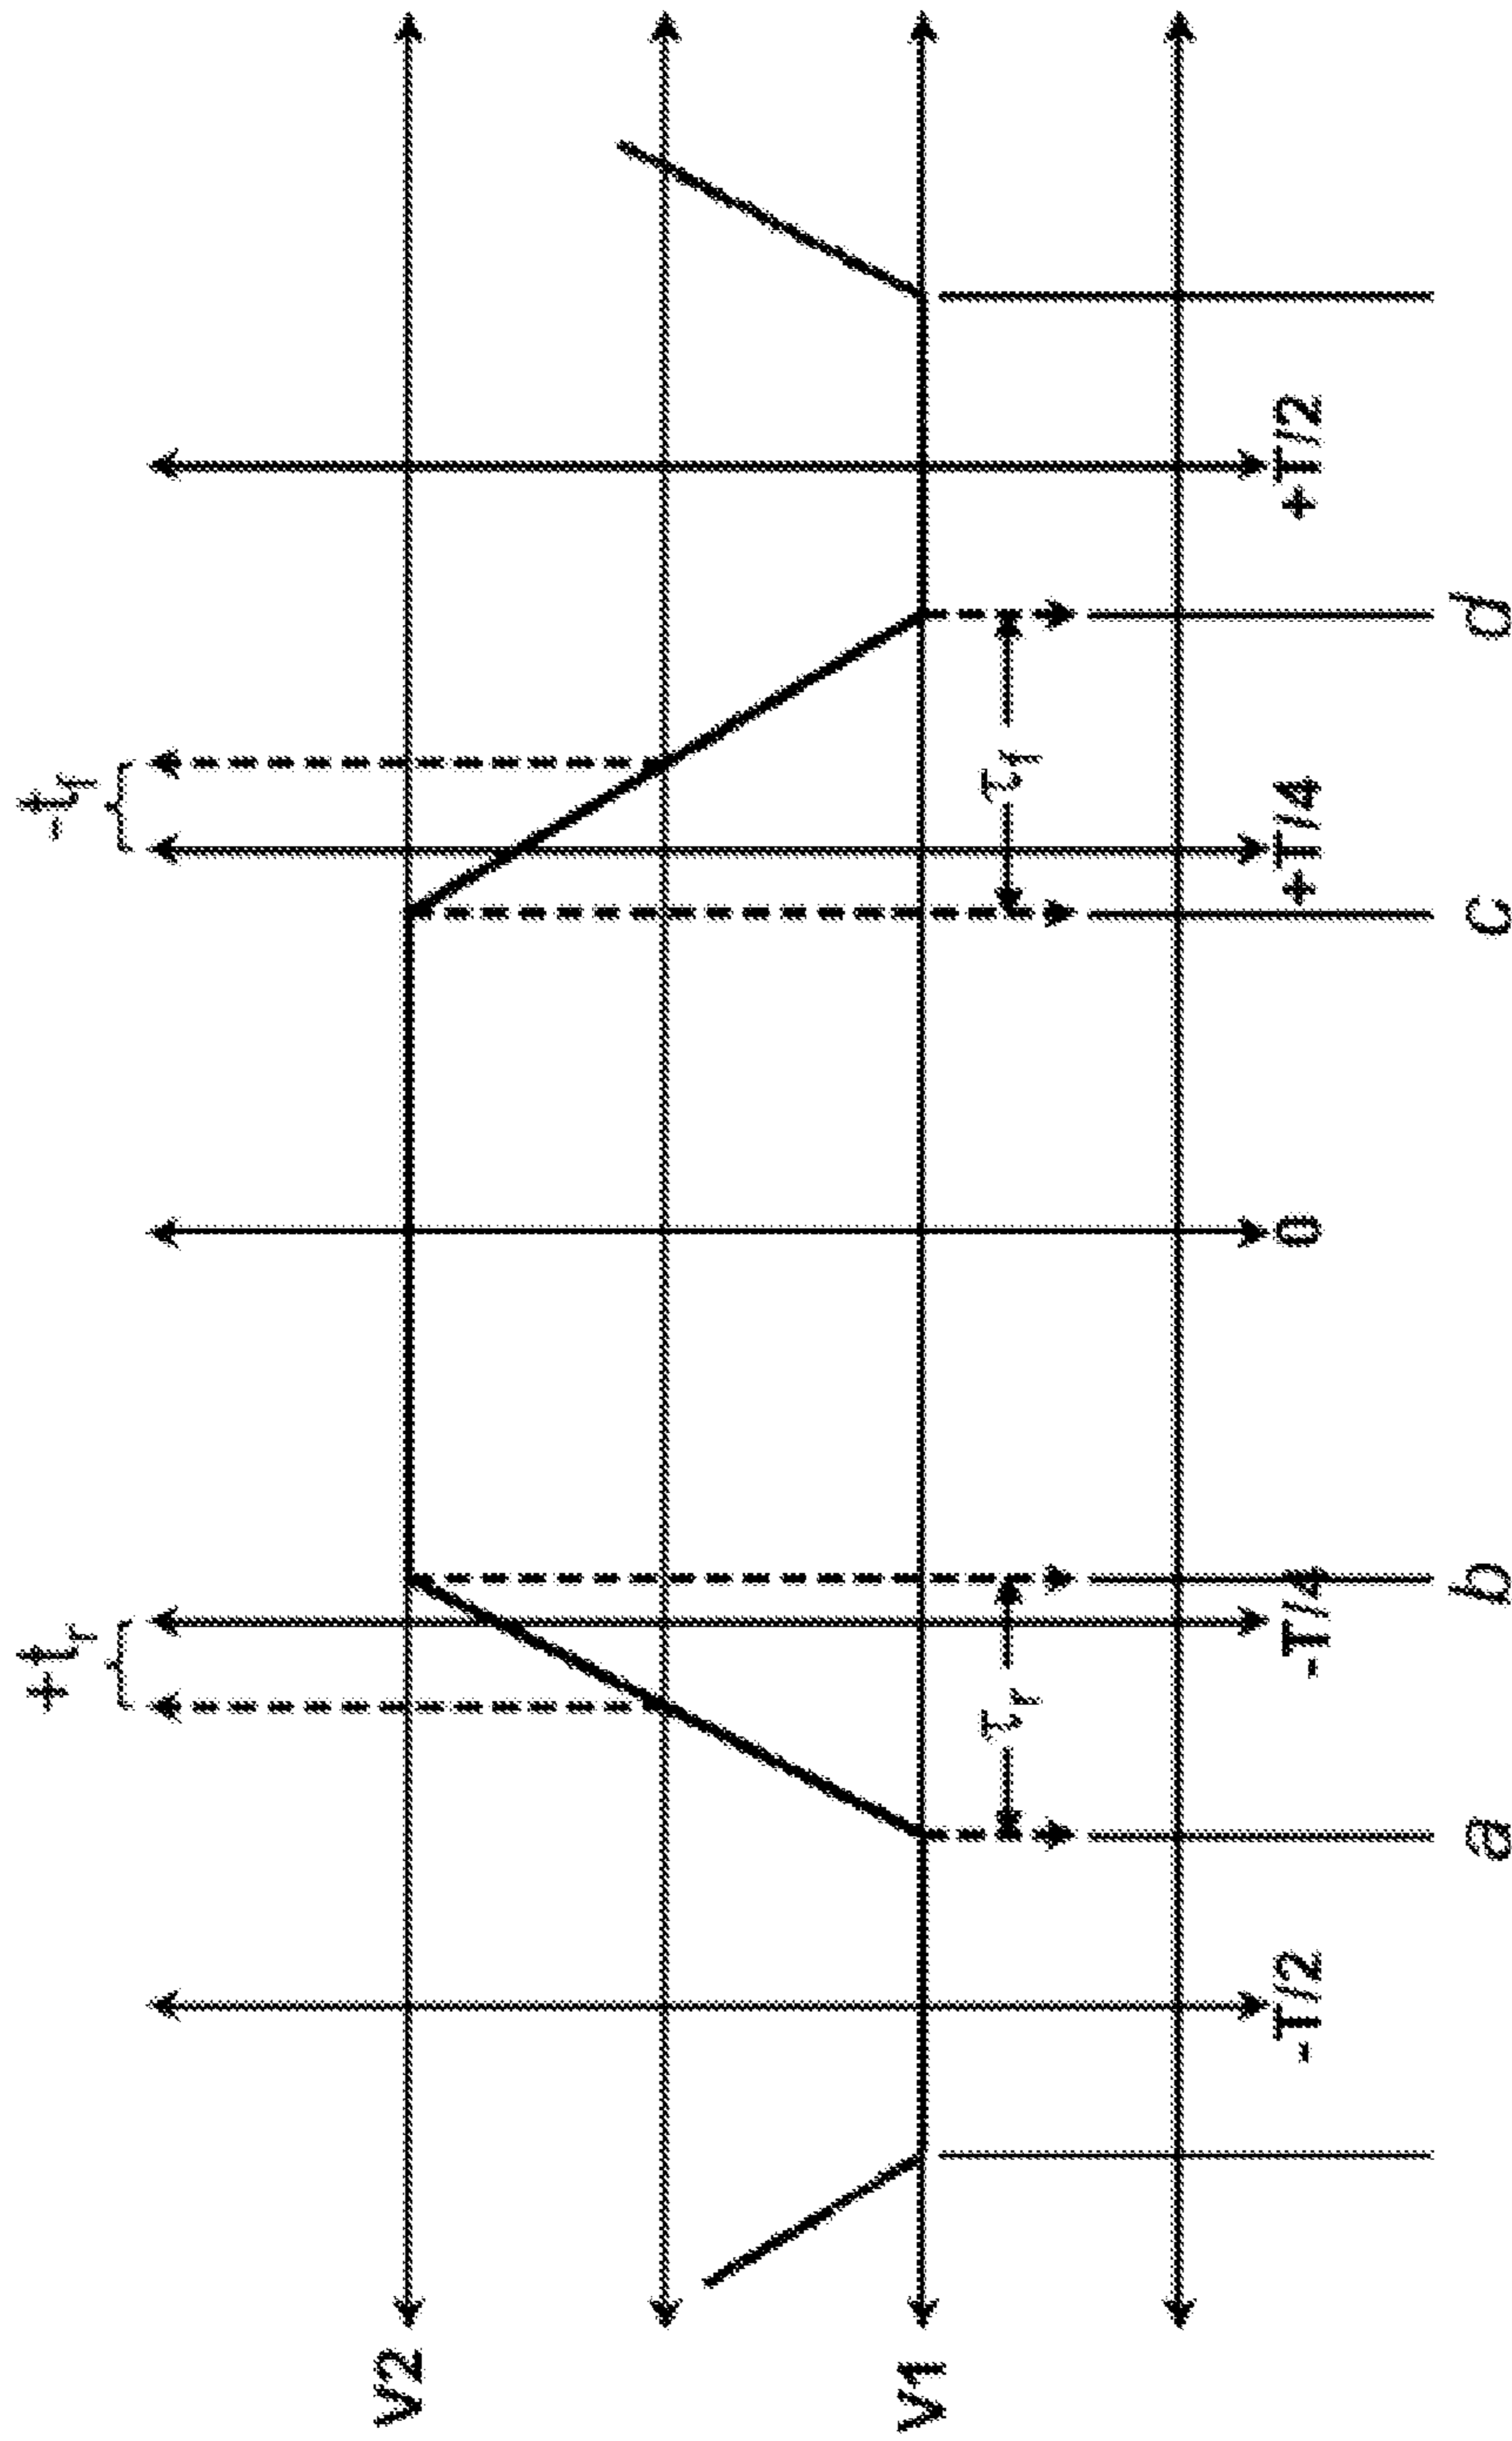 +t_r
-t_f
V2
V1
τ_r
τ_f
-T/2
-T/4
0
+T/4
+T/2
a
b
c
d